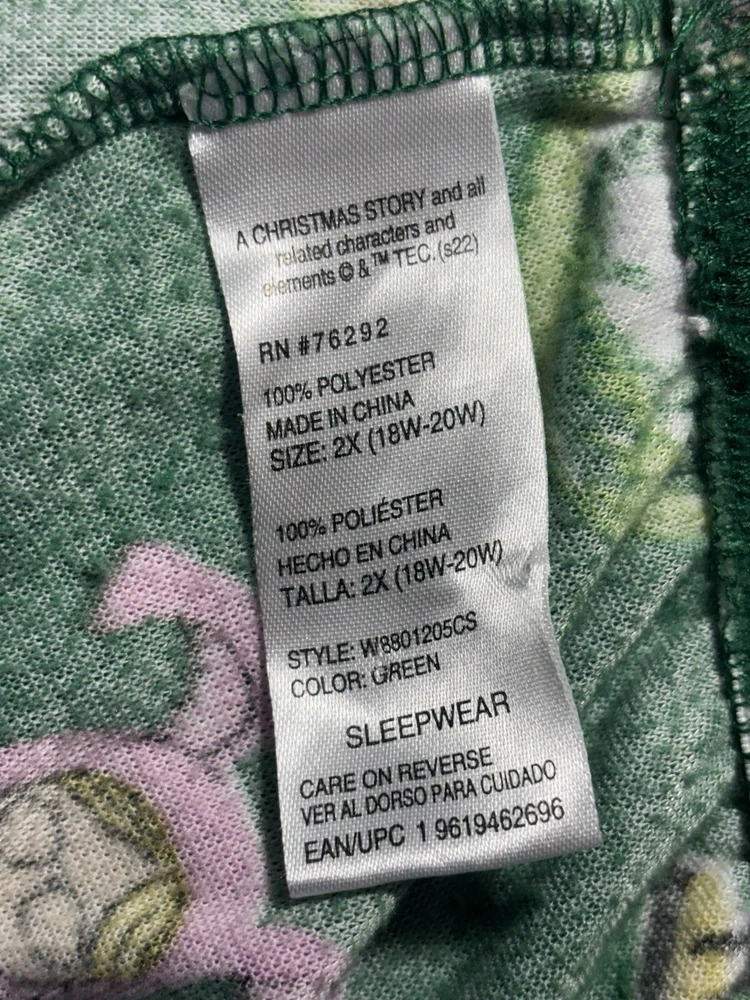 A CHRISTMAS STORY and all
related characters and
elements © & ™ TEC. (s22)
RN #76292
100% POLYESTER
MADE IN CHINA
SIZE: 2X (18W-20W)
100% POLIÉSTER
HECHO EN CHINA
TALLA: 2X (18W-20W)
STYLE: W8801205CS
COLOR: GREEN
SLEEPWEAR
CARE ON REVERSE
VER AL DORSO PARA CUIDADO
EAN/UPC 1 9619462696